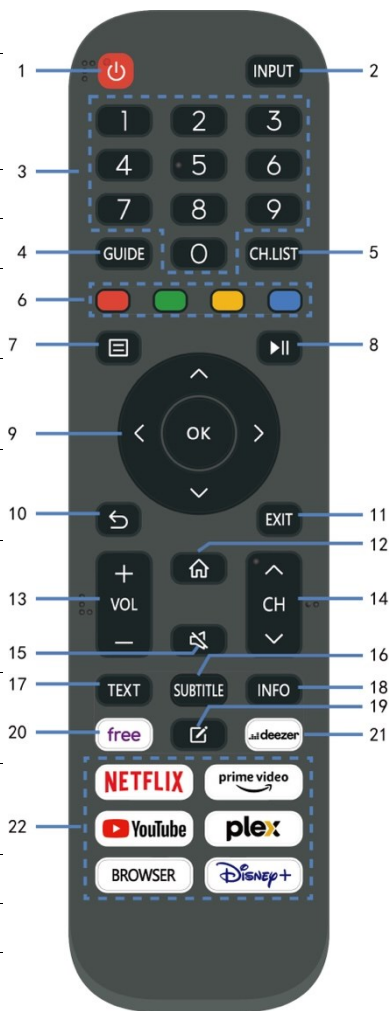 1 INPUT 2
1 2 3
3 4 5 6
7 8 9
4 GUIDE 0 CH.LIST 5
6
7 8
9 OK
10 EXIT 11
12
+
13 VOL CH 14
−
15 16
17 TEXT SUBTITLE INFO 18
19
20 free deezer 21
NETFLIX prime video
22 YouTube plex
BROWSER Disney+